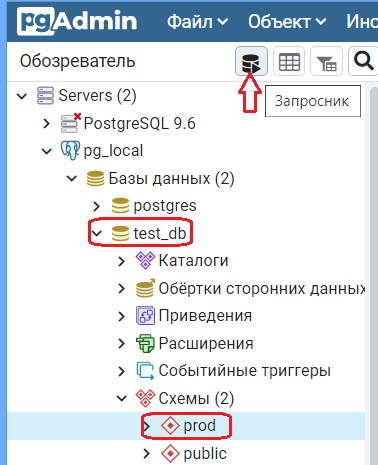 pgAdmin Файл Объект Инс
Обозреватель
Запросник
Servers (2)
PostgreSQL 9.6
pg_local
Базы данных (2)
postgres
test_db
Каталоги
Обёртки сторонних данных
Приведения
Расширения
Событийные триггеры
Схемы (2)
prod
public